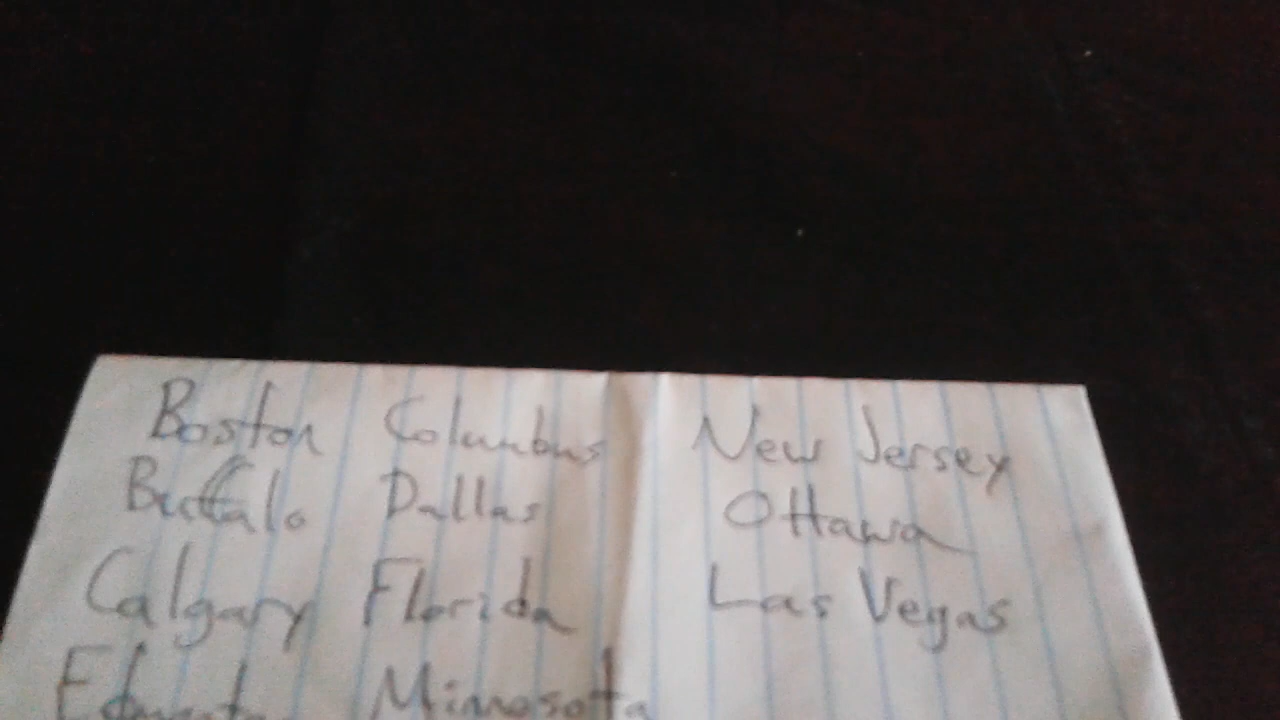 Boston Columbus New Jersey
Buffalo Dallas Ottawa
Calgary Florida Las Vegas
Minnesota